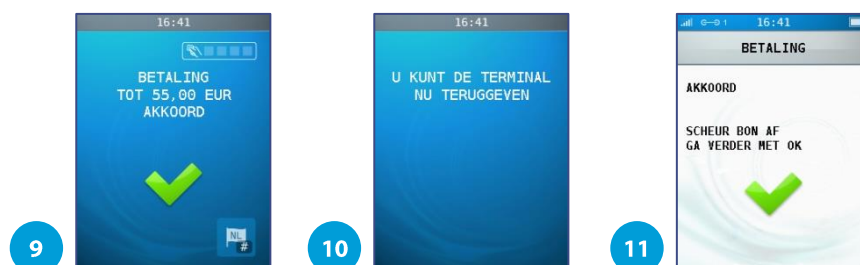 16:41
BETALING
TOT 55,00 EUR
AKKOORD
NL
#
9
16:41
U KUNT DE TERMINAL
NU TERUGGEVEN
10
1 16:41
BETALING
AKKOORD
SCHEUR BON AF
GA VERDER MET OK
11